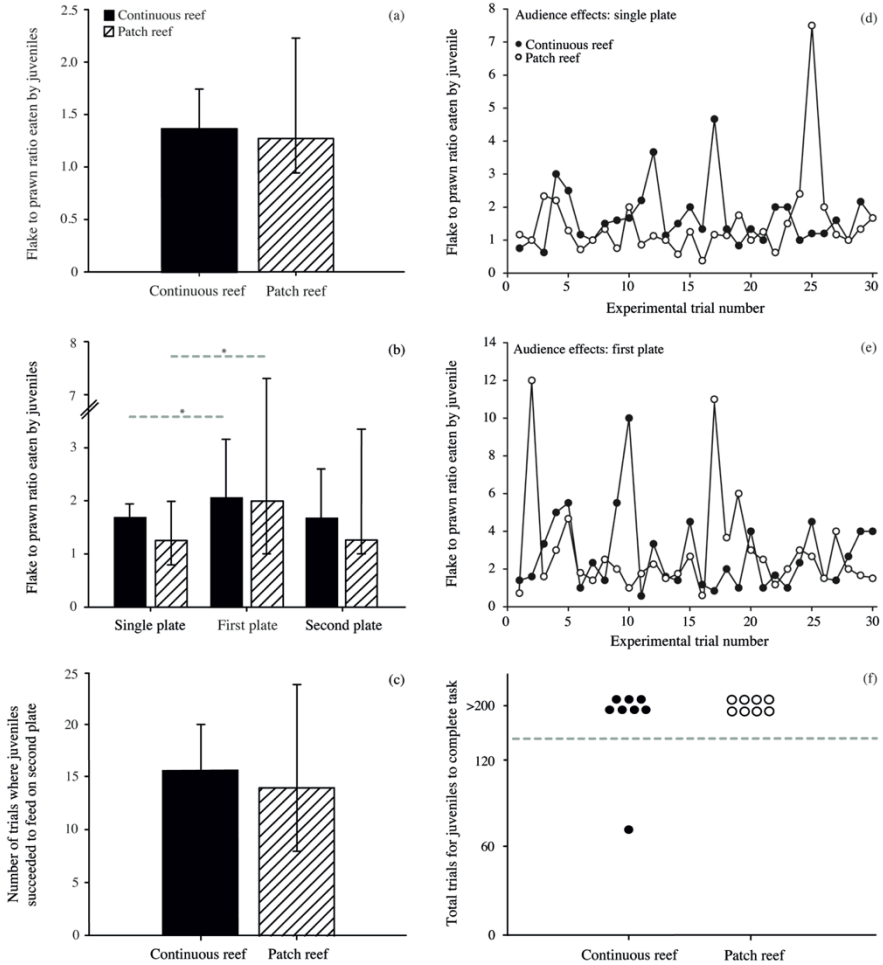 (a)
Continuous reef
Patch reef
Flake to prawn ratio eaten by juveniles
2.5
2.0
1.5
1.0
0.5
0
Continuous reef Patch reef
(b)
Flake to prawn ratio eaten by juveniles
8
7
2
1
0
*
*
Single plate First plate Second plate
(c)
Number of trials where juveniles
succeeded to feed on second plate
25
20
15
10
5
0
Continuous reef Patch reef
(d)
Audience effects: single plate
Continuous reef
Patch reef
Flake to prawn ratio eaten by juvenile
8
7
6
5
4
3
2
1
0
0 5 10 15 20 25 30
Experimental trial number
(e)
Audience effects: first plate
Flake to prawn ratio eaten by juvenile
14
12
10
8
6
4
2
0
0 5 10 15 20 25 30
Experimental trial number
(f)
Total trials for juveniles to complete task
>200
120
60
0
Continuous reef Patch reef